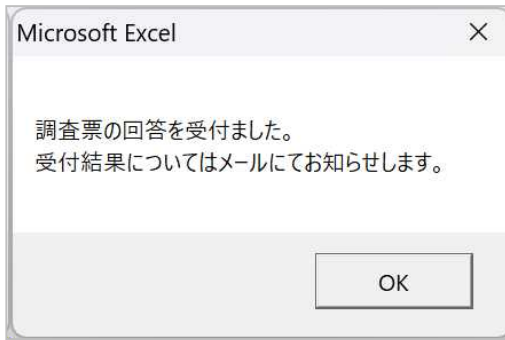 Microsoft Excel
調査票の回答を受付ました。
受付結果についてはメールにてお知らせします。
OK